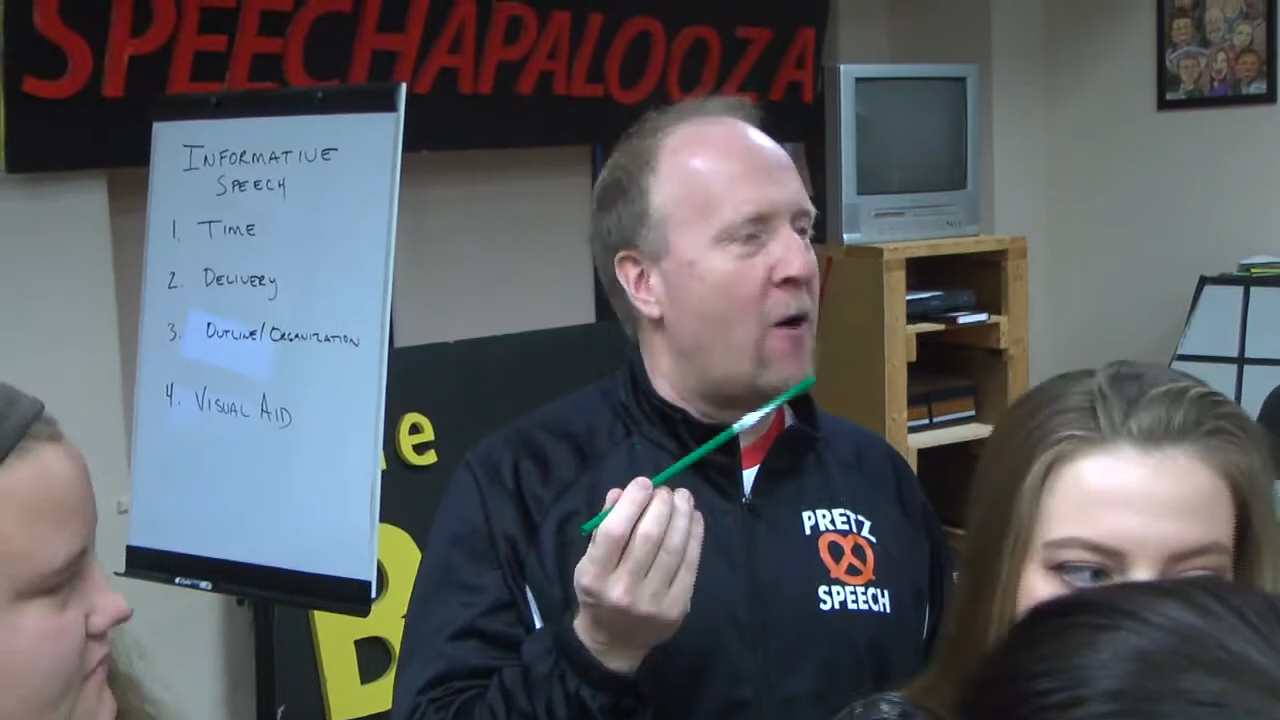 SPEECHAPALOOZA
INFORMATIVE
SPEECH
1. TIME
2. DELIVERY
3. OUTLINE/ORGANIZATION
4. VISUAL AID
e
B
PRETZ
SPEECH